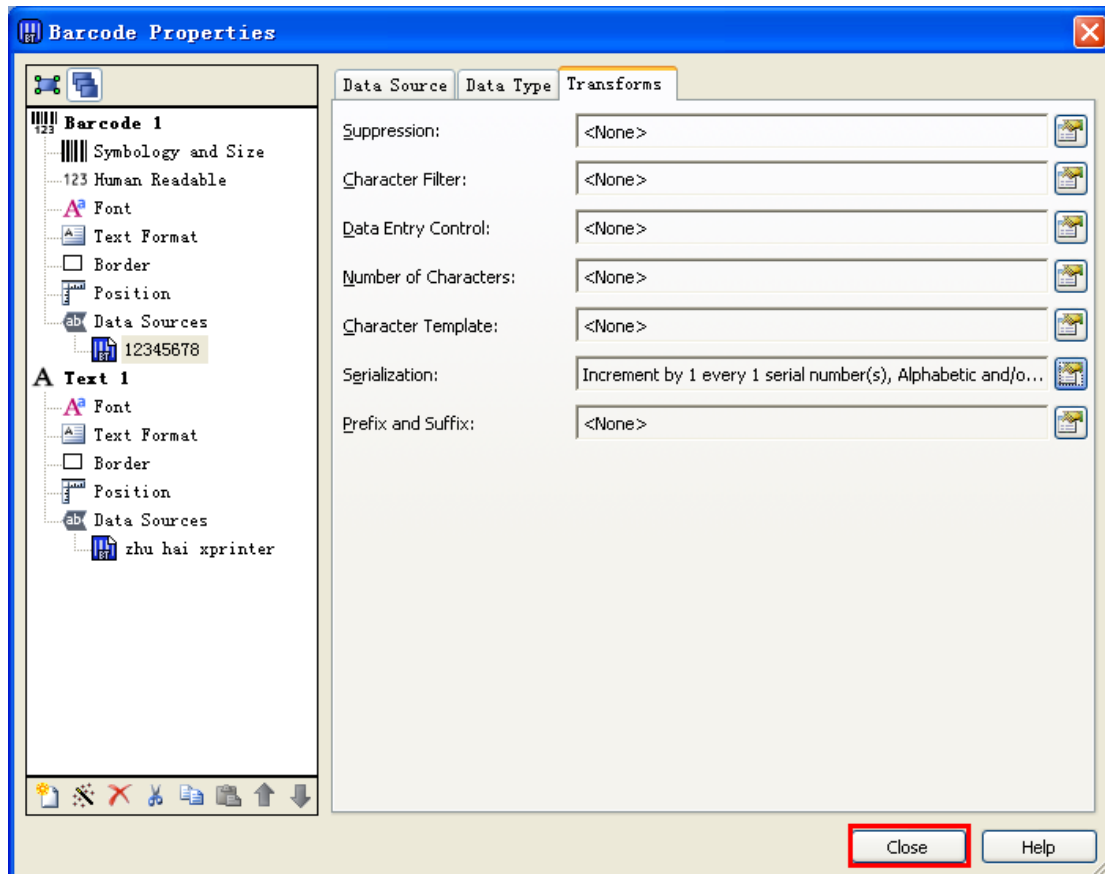 Barcode Properties
Barcode 1
Symbology and Size
123 Human Readable
Font
Text Format
Border
Position
Data Sources
12345678
Text 1
Font
Text Format
Border
Position
Data Sources
zhu hai xprinter
Data Source Data Type Transforms
Suppression: <None>
Character Filter: <None>
Data Entry Control: <None>
Number of Characters: <None>
Character Template: <None>
Serialization: Increment by 1 every 1 serial number(s), Alphabetic and/o...
Prefix and Suffix: <None>
Close Help